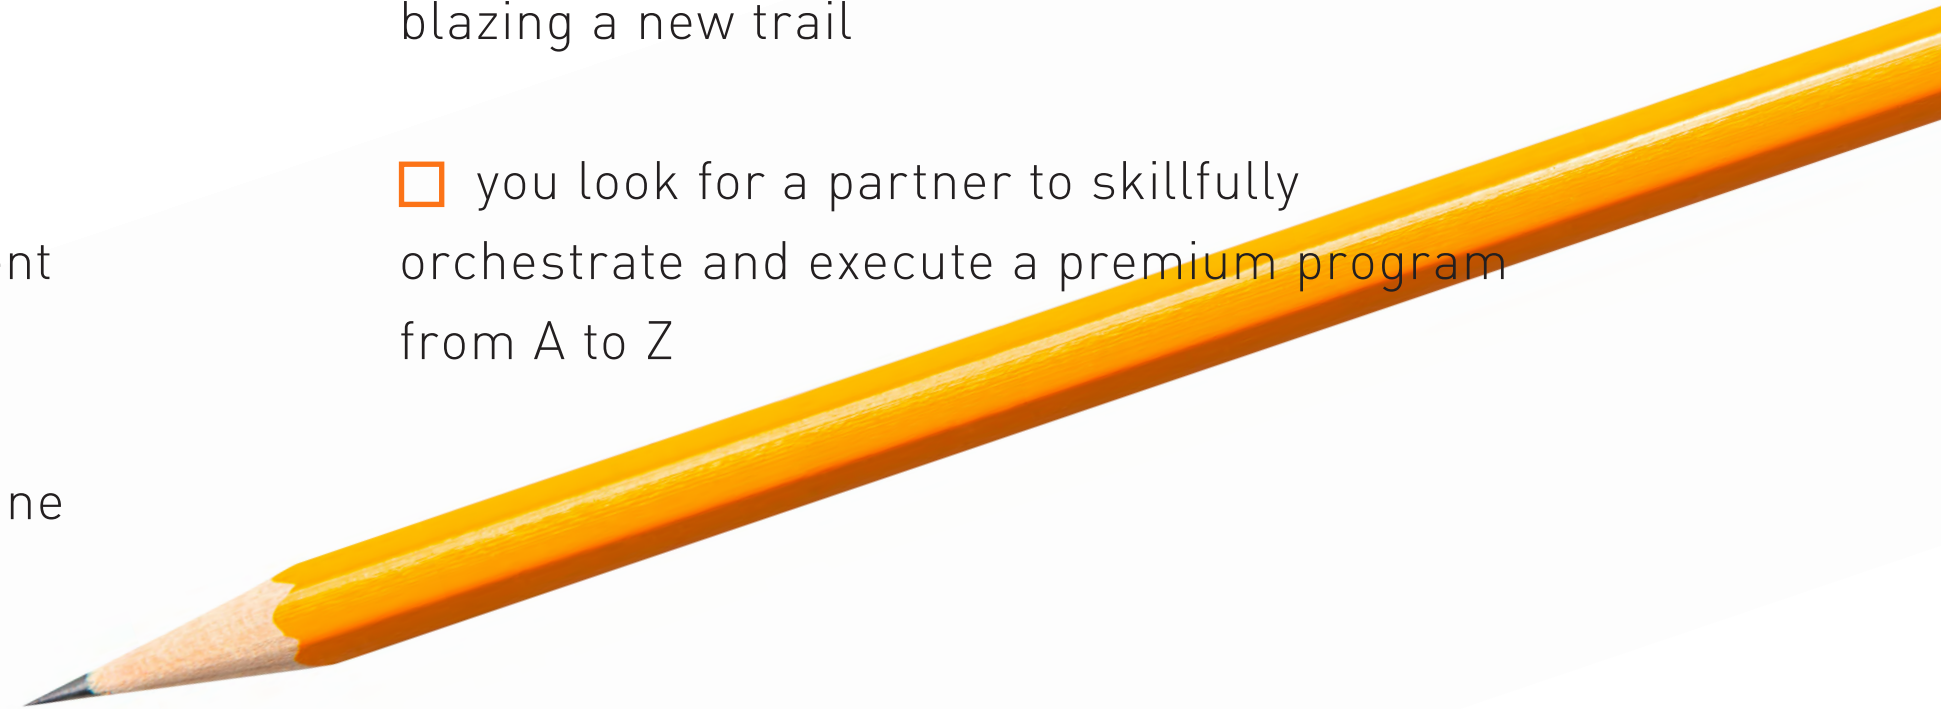 blazing a new trail
you look for a partner to skillfully
orchestrate and execute a premium program
from A to Z
nt
ne